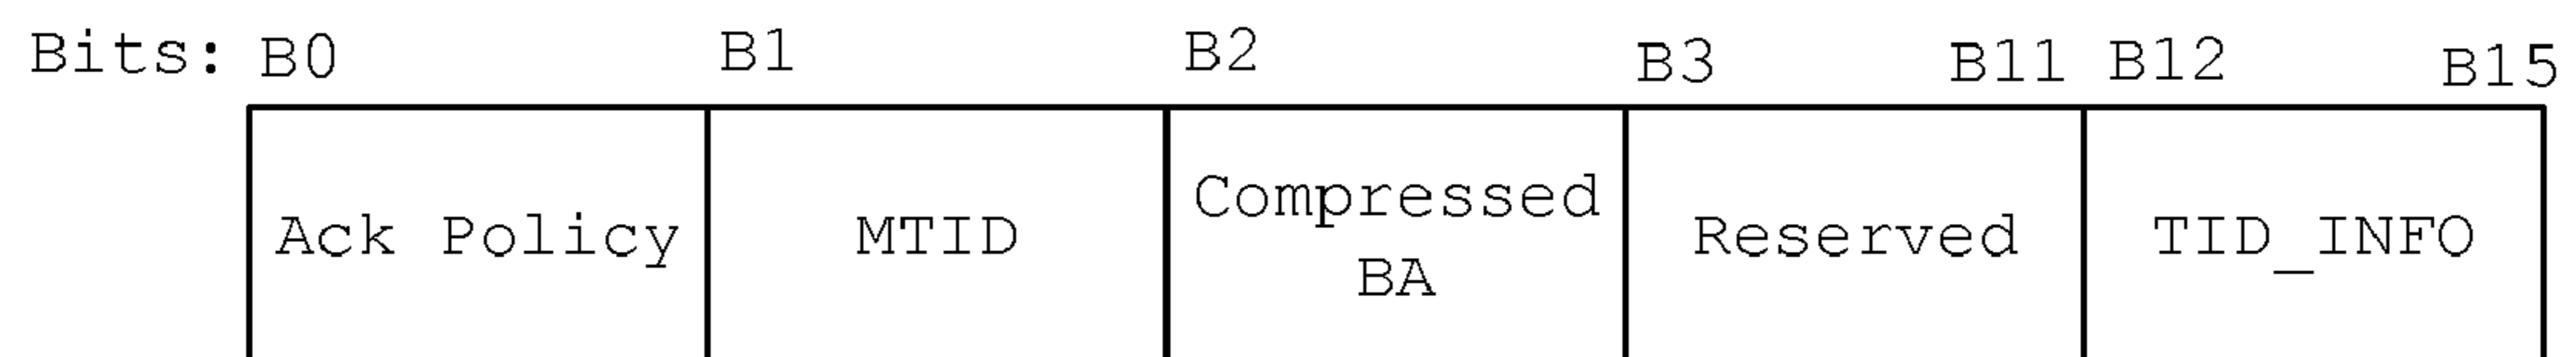 Bits: B0 B1 B2 B3 B11 B12 B15
Ack Policy MTID Compressed BA Reserved TID_INFO